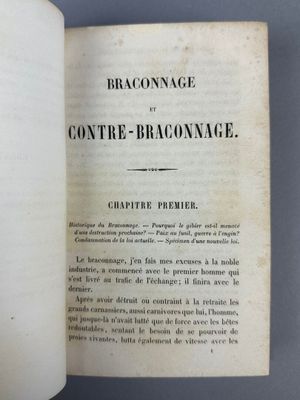 BRACONNAGE
ET
CONTRE-BRACONNAGE.
CHAPITRE PREMIER.
Historique du Braconnage. — Pourquoi le gibier est-il menacé
d'une destruction prochaine? — Paix au fusil, guerre à l'engin?
Condamnation de la loi actuelle. — Spécimen d'une nouvelle loi.
Le braconnage, j'en fais mes excuses à la noble
industrie, a commencé avec le premier homme qui
s'est livré au trafic de l'échange; il finira avec
le dernier.
Après avoir détruit ou contraint à la retraite les
grands carnassiers, aussi carnivores que lui, l'homme,
qui jusque-là n'avait lutté que de force avec les bêtes
redoutables, sentant le besoin de se pourvoir de
proies vivantes, lutta également de vitesse avec les